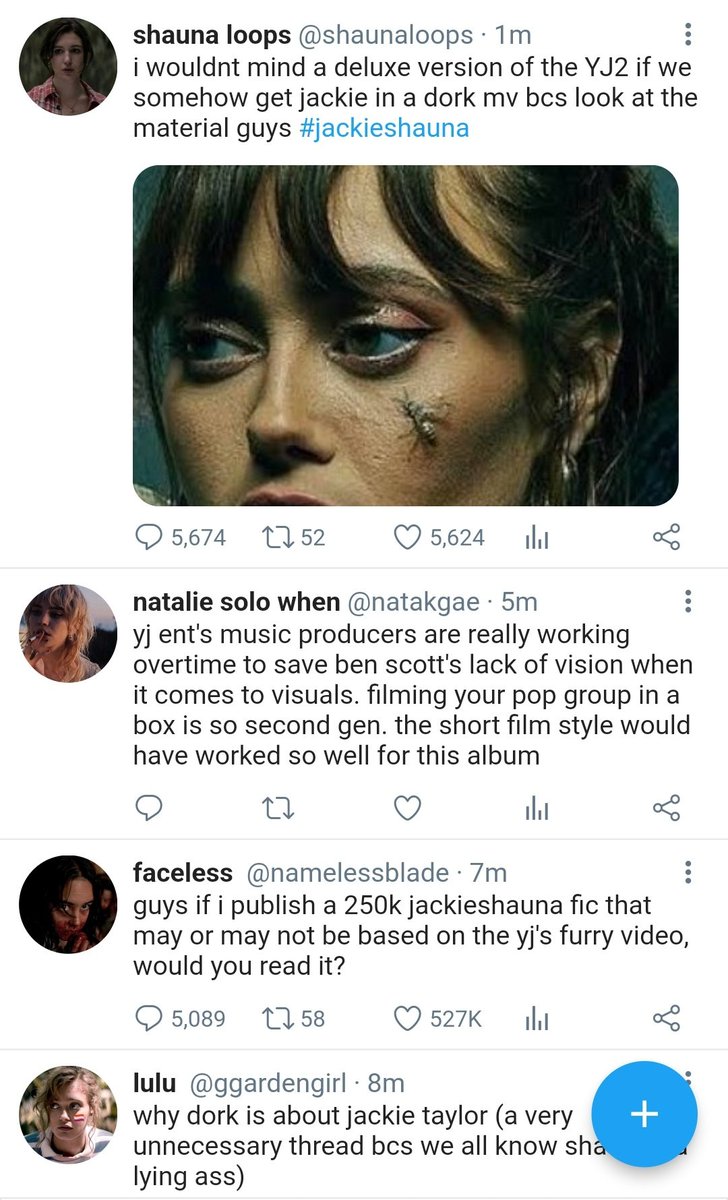 shauna loops @shaunaloops · 1m
i wouldnt mind a deluxe version of the YJ2 if we
somehow get jackie in a dork mv bcs look at the
material guys #jackieshauna
5,674 52 5,624
natalie solo when @natakgae · 5m
yj ent's music producers are really working
overtime to save ben scott's lack of vision when
it comes to visuals. filming your pop group in a
box is so second gen. the short film style would
have worked so well for this album
faceless @namelessblade · 7m
guys if i publish a 250k jackieshauna fic that
may or may not be based on the yj's furry video,
would you read it?
5,089 58 527K
lulu @ggardengirl · 8m
why dork is about jackie taylor (a very
unnecessary thread bcs we all know
lying ass)